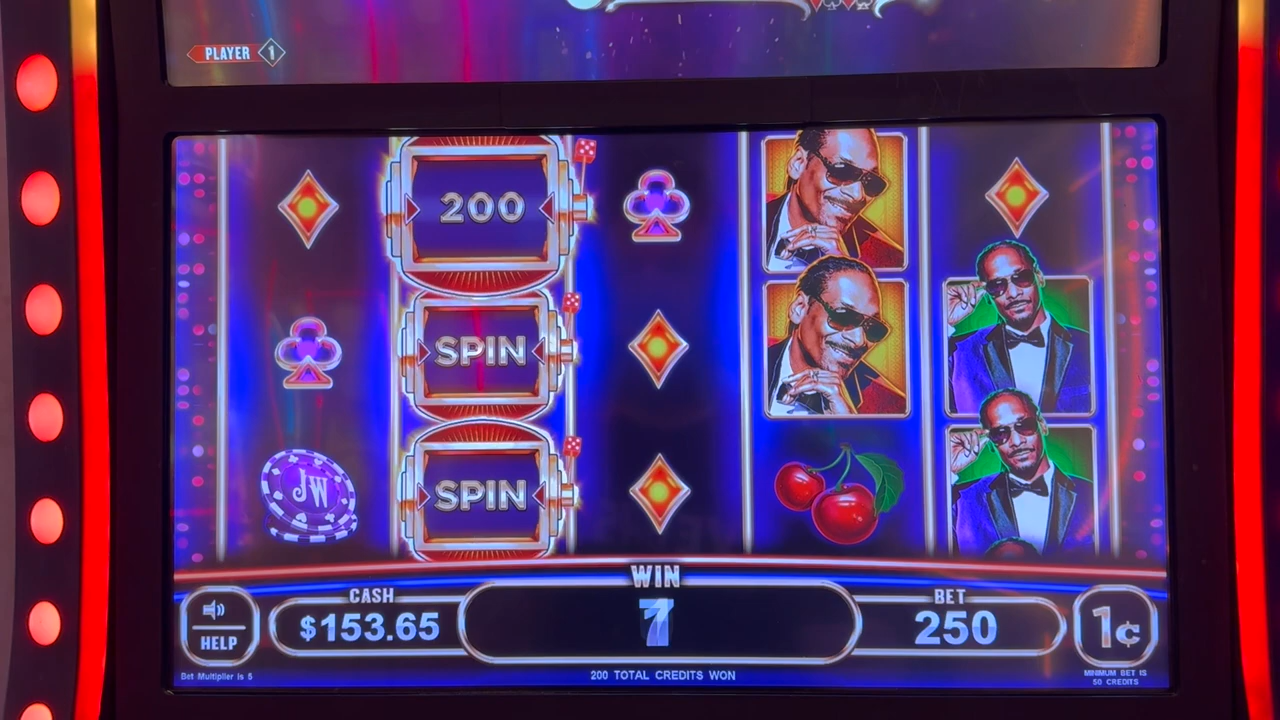 PLAYER 1
200
SPIN
SPIN
JW
WIN
CASH
$153.65
7
BET
250
1¢
HELP
Bet Multiplier is 5
200 TOTAL CREDITS WON
MINIMUM BET IS
50 CREDITS